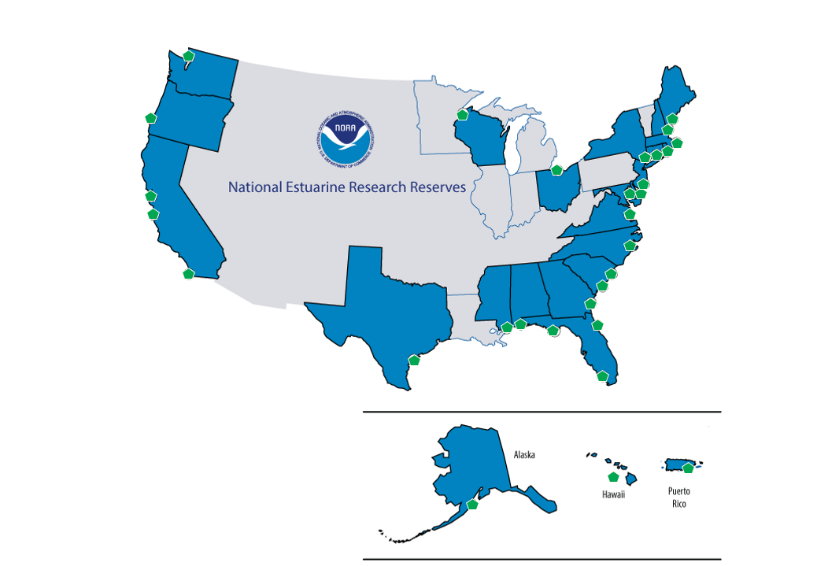 NOAA
National Estuarine Research Reserves
Alaska
Hawaii
Puerto
Rico